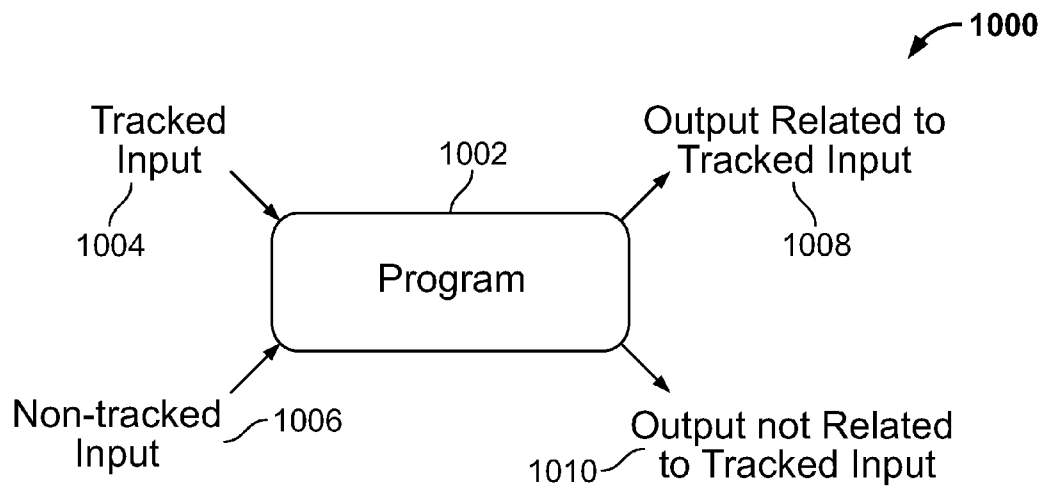 1000
Tracked
Input
1004
1002
Output Related to
Tracked Input
1008
Program
Non-tracked
Input
1006
Output not Related
to Tracked Input
1010